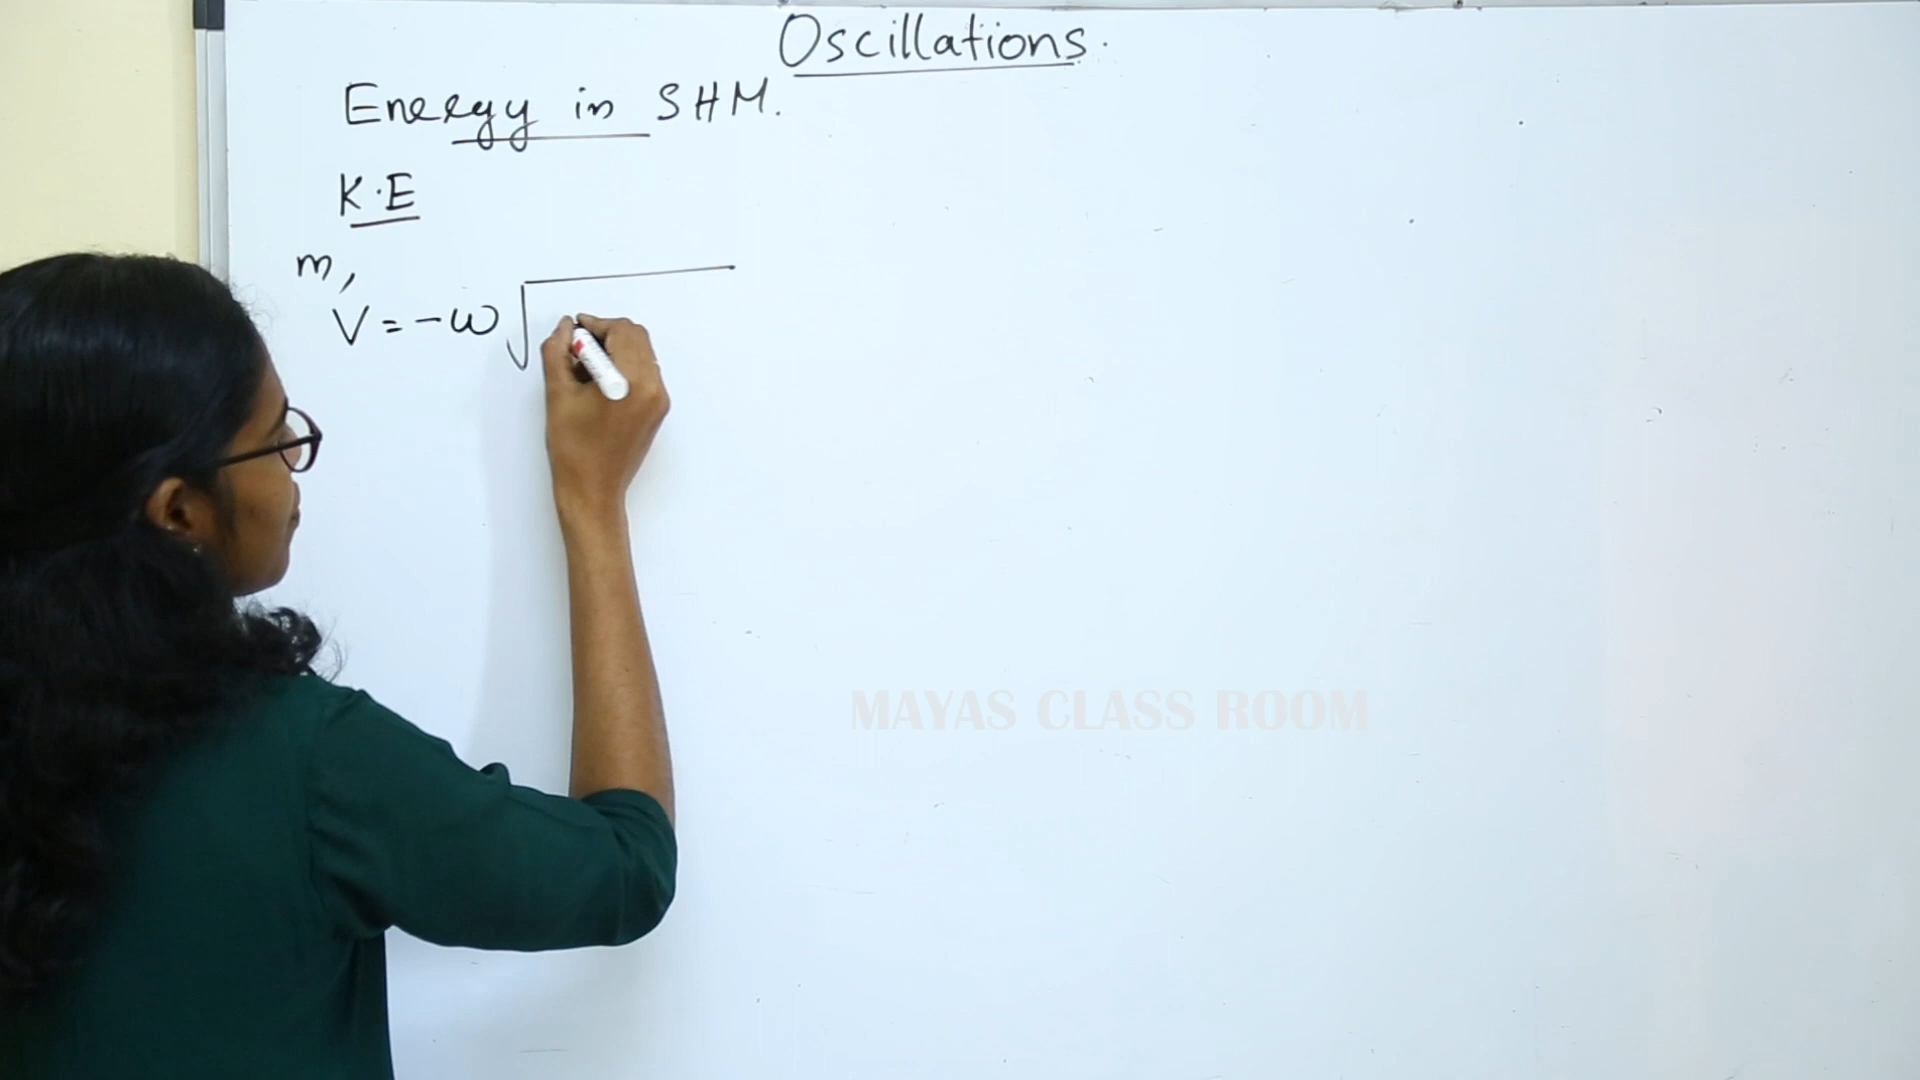 Oscillations.
Energy in SHM.
K.E
m,
V = -ω√
MAYAS CLASS ROOM